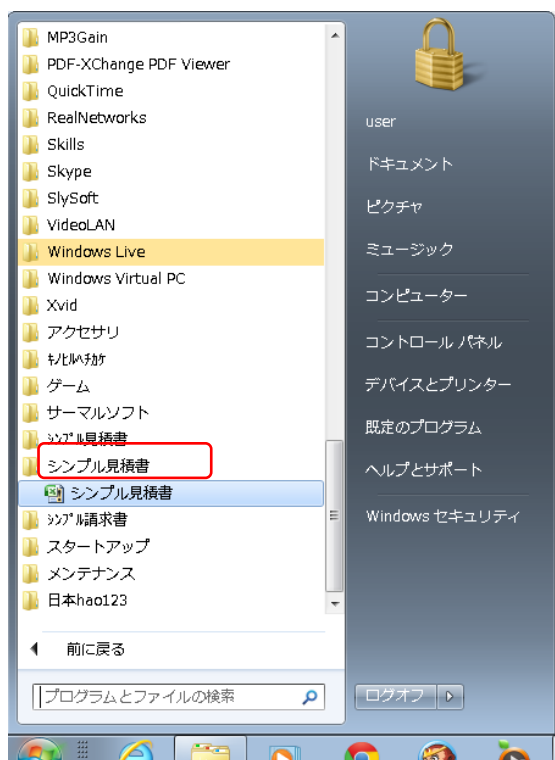 MP3Gain
PDF-XChange PDF Viewer
QuickTime
RealNetworks
Skills
Skype
SlySoft
VideoLAN
Windows Live
Windows Virtual PC
Xvid
アクセサリ
ゲーム
サーマルソフト
ｼﾝﾌﾟﾙ見積書
シンプル見積書
シンプル見積書
ｼﾝﾌﾟﾙ請求書
スタートアップ
メンテナンス
日本hao123
前に戻る
プログラムとファイルの検索
user
ドキュメント
ピクチャ
ミュージック
コンピューター
コントロール パネル
デバイスとプリンター
既定のプログラム
ヘルプとサポート
Windows セキュリティ
ログオフ